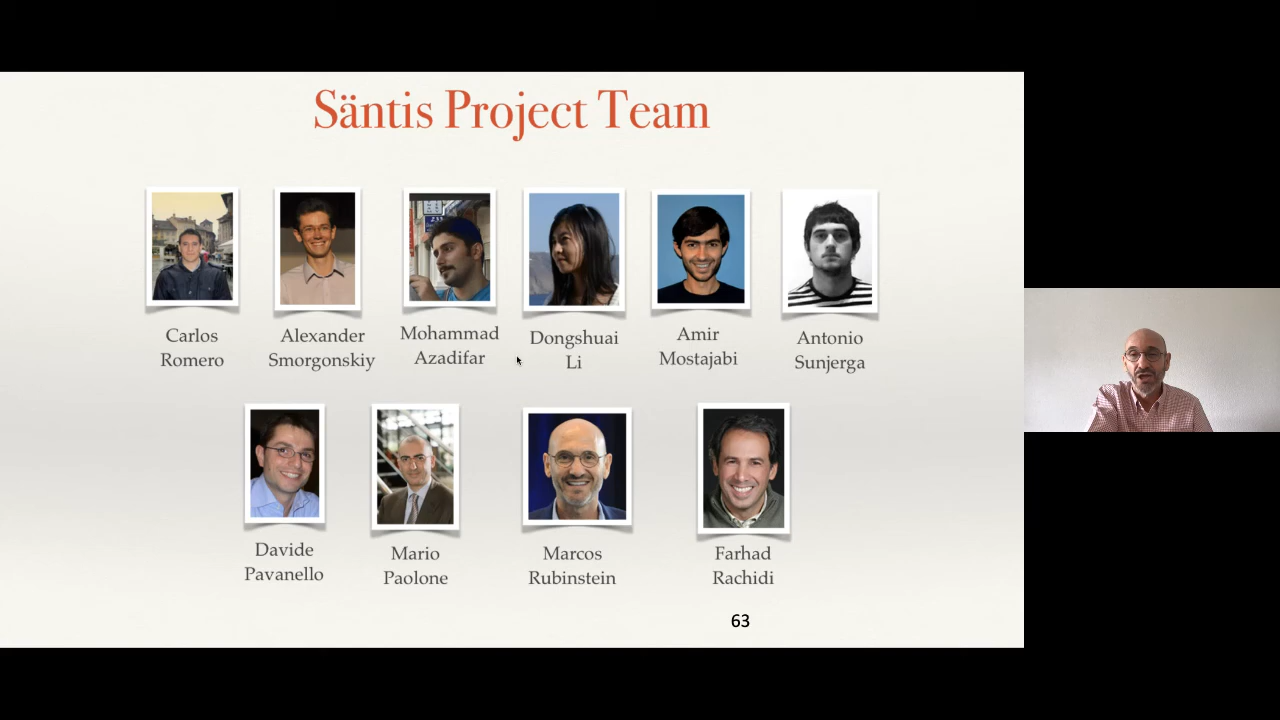 Säntis Project Team
Carlos
Romero
Alexander
Smorgonskiy
Mohammad
Azadifar
Dongshuai
Li
Amir
Mostajabi
Antonio
Sunjerga
Davide
Pavanello
Mario
Paolone
Marcos
Rubinstein
Farhad
Rachidi
63